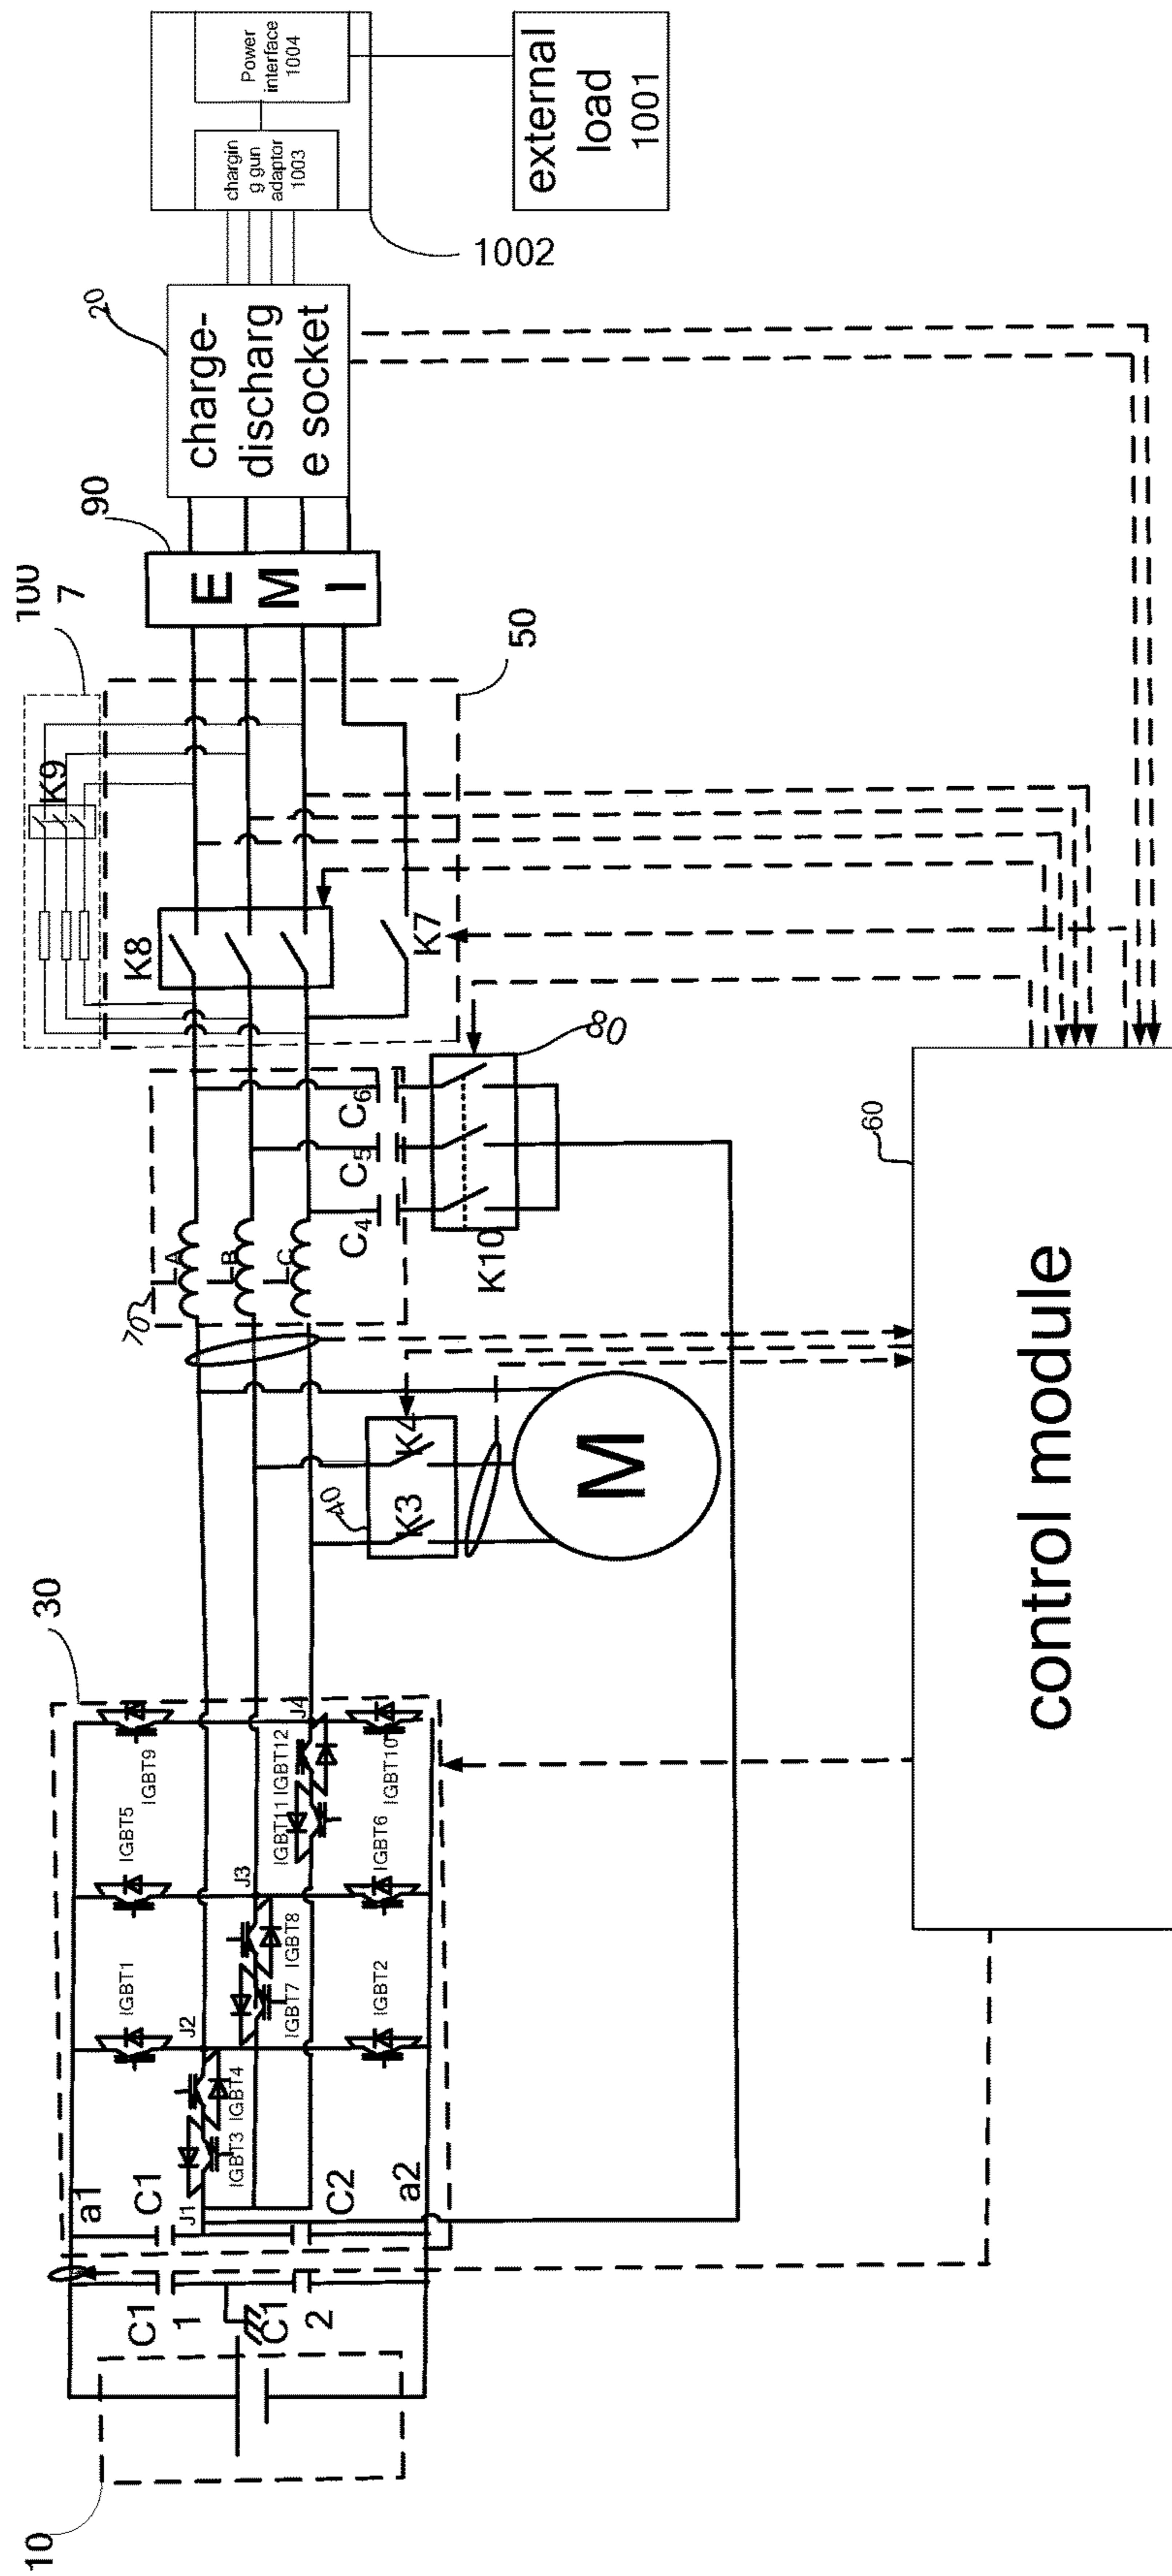 10
C1
1
C1
2
a1
C1
J1
C2
a2
30
IGBT3
IGBT4
J2
IGBT1
IGBT2
IGBT7
IGBT8
J3
IGBT5
IGBT6
IGBT11
IGBT12
J4
IGBT9
IGBT10
40
K3
K4
M
70
LA
LB
LC
C4
C5
C6
K10
80
K8
K7
50
K9
100
7
90
E
M
I
20
charge-
discharg
e socket
1002
chargin
g gun
adaptor
1003
Power
interface
1004
external
load
1001
60
control module